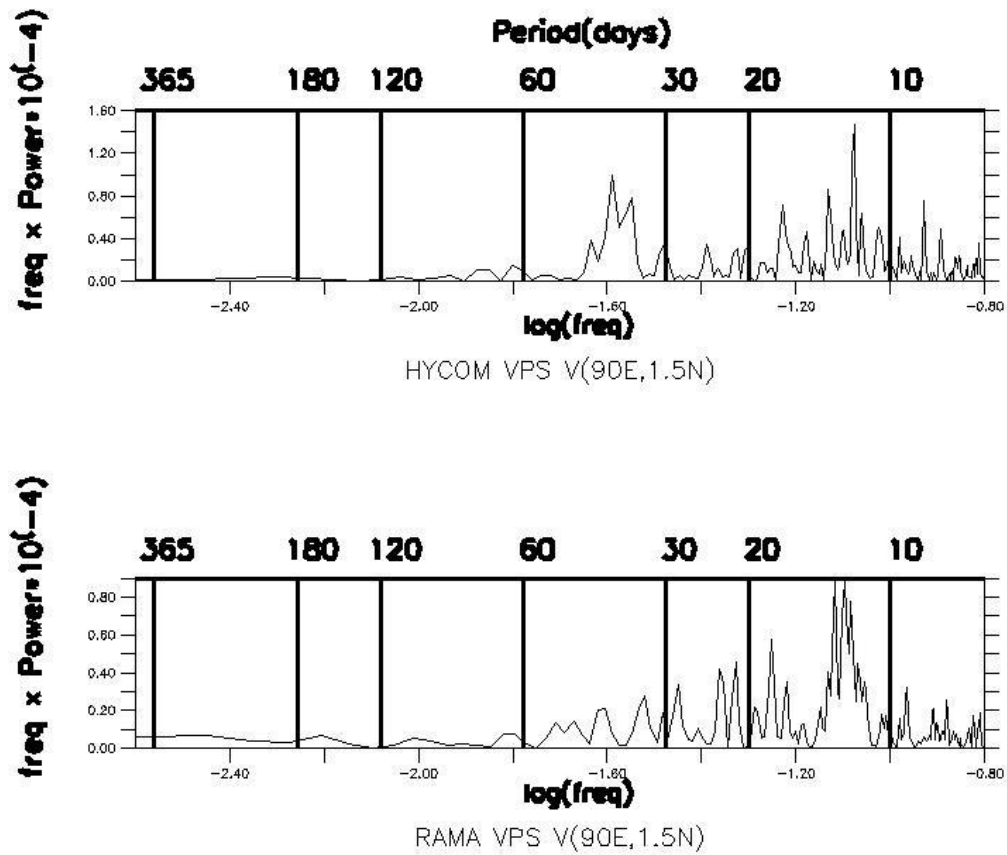 Period(days)
365 180 120 60 30 20 10
freq × Power*10(-4)
1.60
1.20
0.80
0.40
0.00
-2.40 -2.00 -1.60 -1.20 -0.80
log(freq)
HYCOM VPS V(90E,1.5N)
365 180 120 60 30 20 10
freq × Power*10(-4)
0.80
0.60
0.40
0.20
0.00
-2.40 -2.00 -1.60 -1.20 -0.80
log(freq)
RAMA VPS V(90E,1.5N)